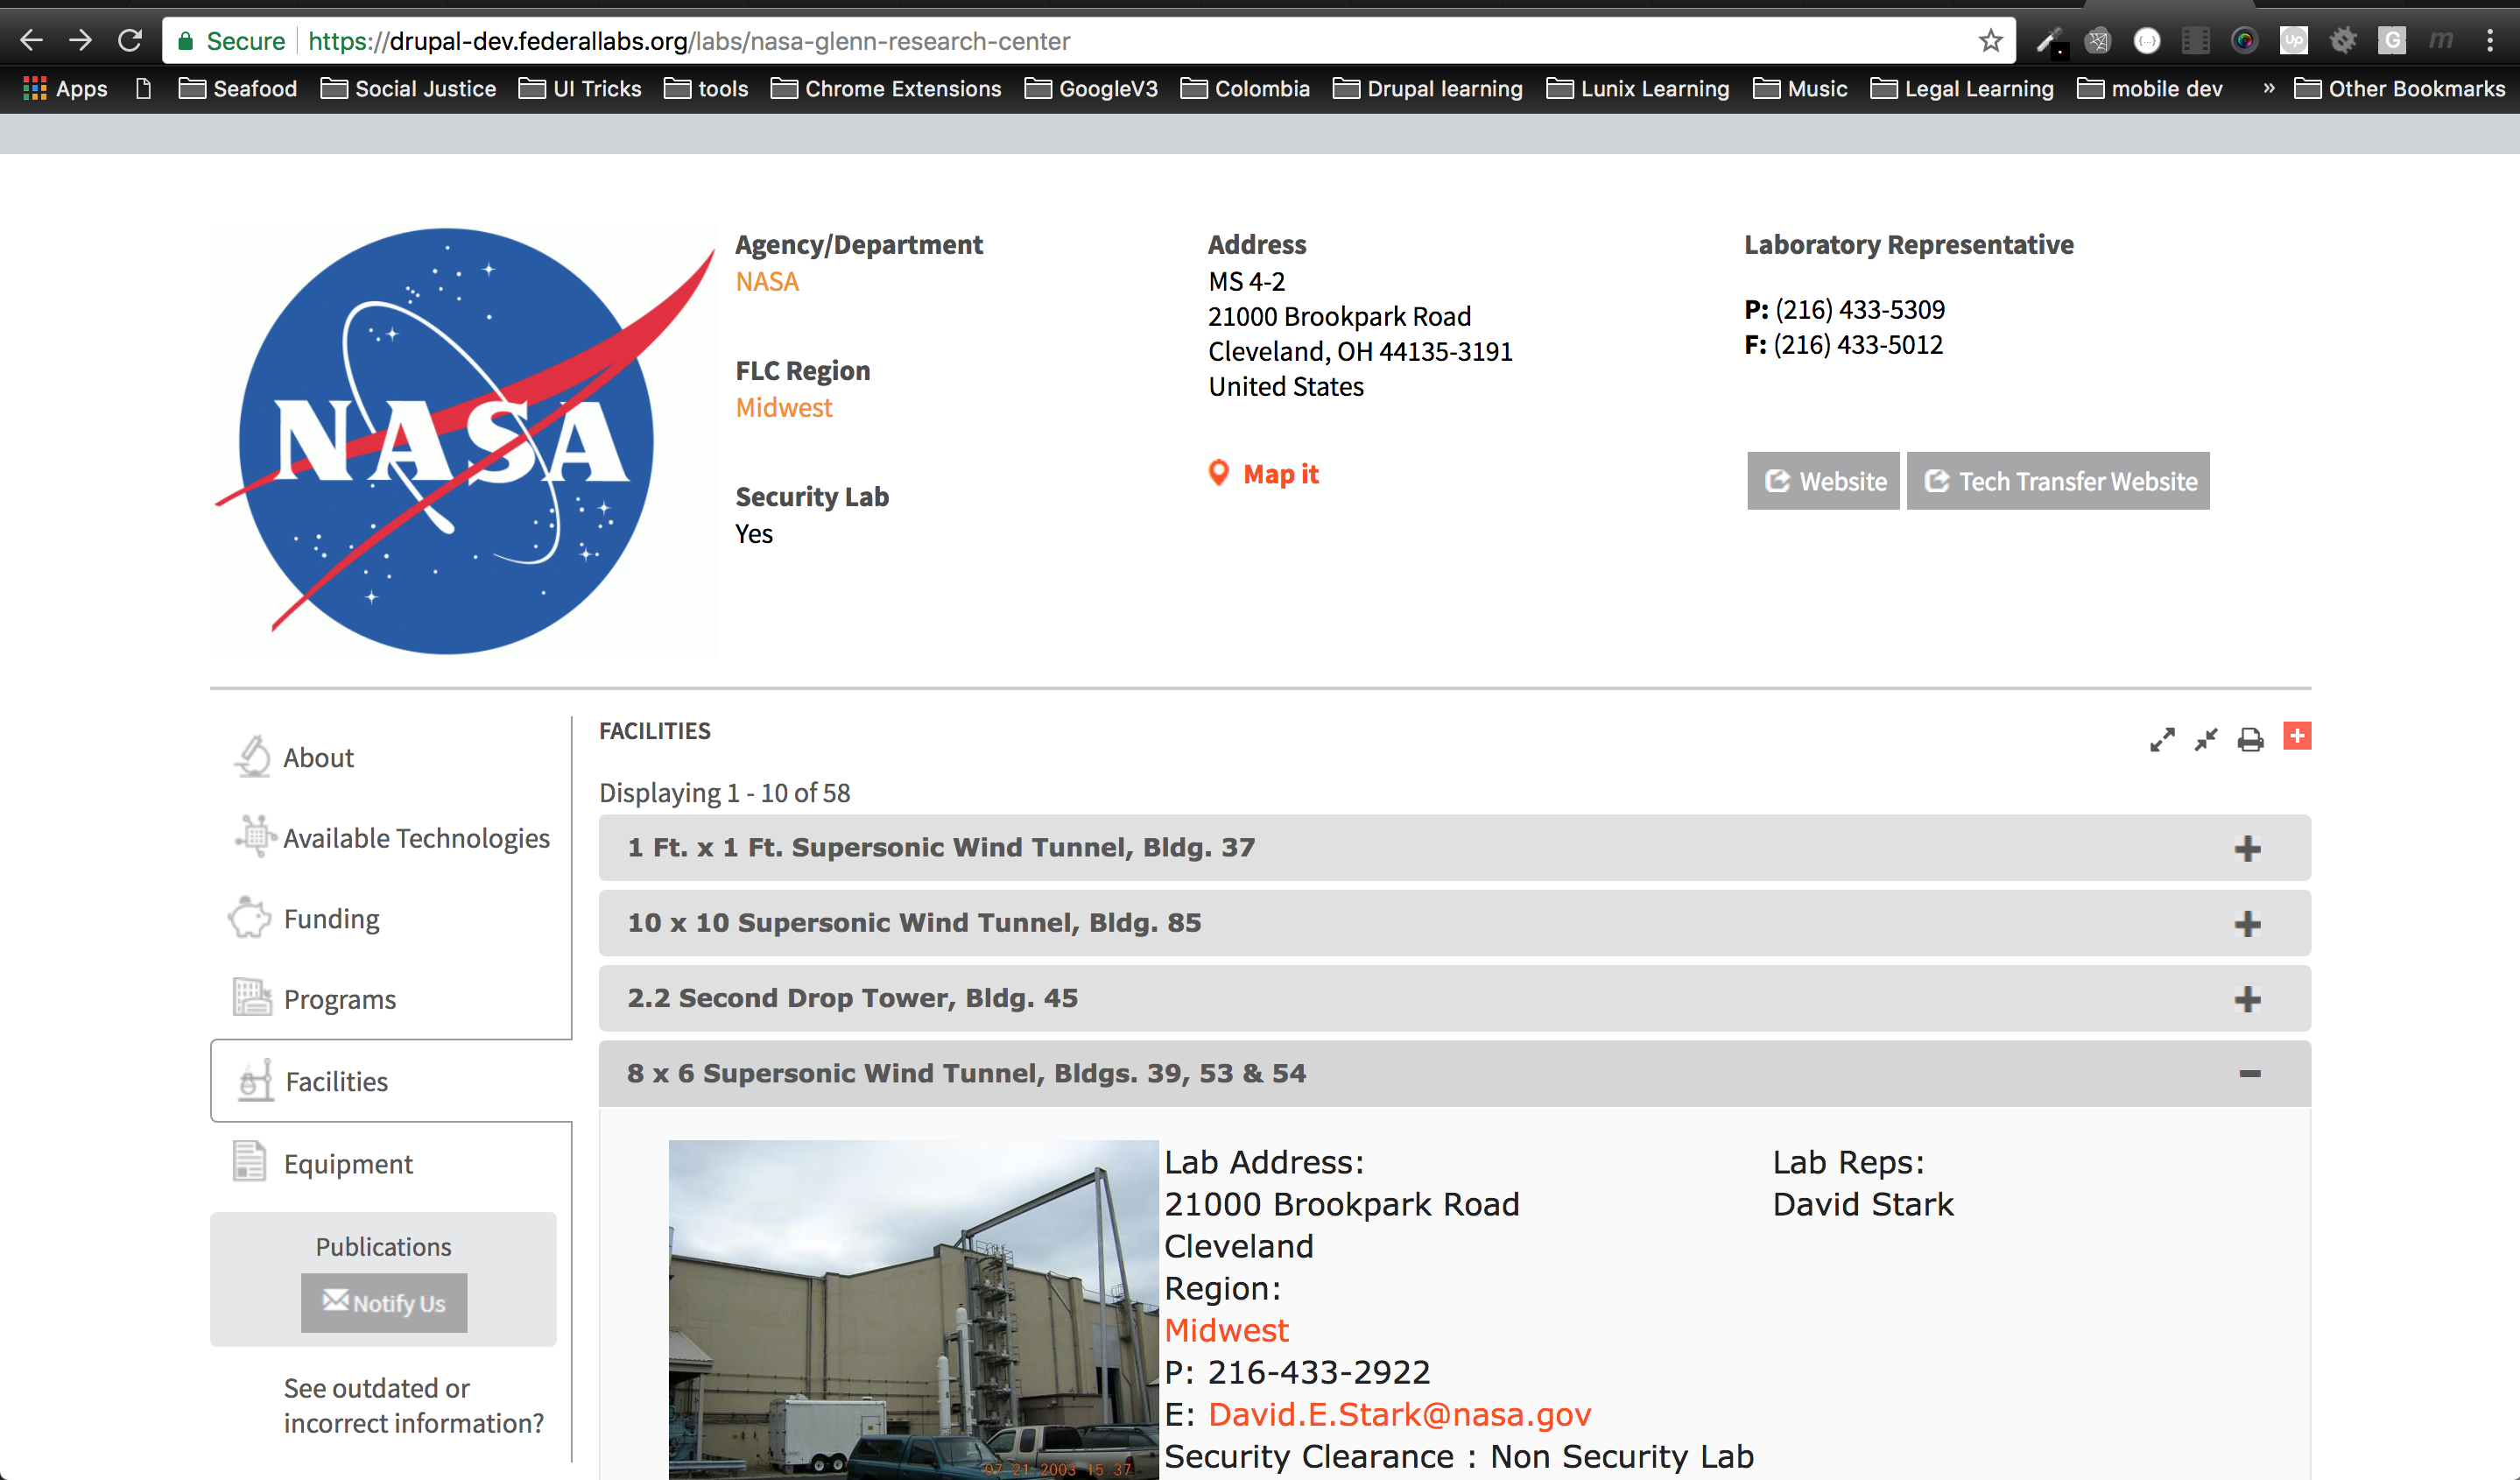 Secure https://drupal-dev.federallabs.org/labs/nasa-glenn-research-center
Apps Seafood Social Justice UI Tricks tools Chrome Extensions GoogleV3 Colombia Drupal learning Lunix Learning Music Legal Learning mobile dev » Other Bookmarks
NASA
Agency/Department
NASA
FLC Region
Midwest
Security Lab
Yes
Address
MS 4-2
21000 Brookpark Road
Cleveland, OH 44135-3191
United States
Map it
Laboratory Representative
P: (216) 433-5309
F: (216) 433-5012
Website
Tech Transfer Website
About
Available Technologies
Funding
Programs
Facilities
Equipment
Publications
Notify Us
See outdated or
incorrect information?
FACILITIES
Displaying 1 - 10 of 58
1 Ft. x 1 Ft. Supersonic Wind Tunnel, Bldg. 37
10 x 10 Supersonic Wind Tunnel, Bldg. 85
2.2 Second Drop Tower, Bldg. 45
8 x 6 Supersonic Wind Tunnel, Bldgs. 39, 53 & 54
07 21 2003 15 37
Lab Address:
21000 Brookpark Road
Cleveland
Region:
Midwest
P: 216-433-2922
E: David.E.Stark@nasa.gov
Security Clearance : Non Security Lab
Lab Reps:
David Stark